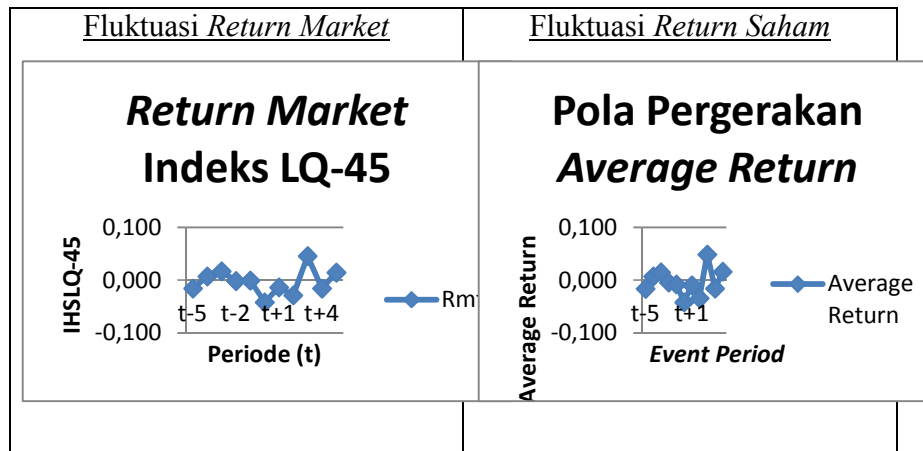 Fluktuasi Return Market
Return Market
Indeks LQ-45
IHSLQ-45
0,100
0,000
-0,100
t-5 t-2 t+1 t+4
Periode (t)
Fluktuasi Return Saham
Pola Pergerakan
Average Return
Average Return
0,100
0,000
-0,100
t-5 t+1
Event Period
Average
Return